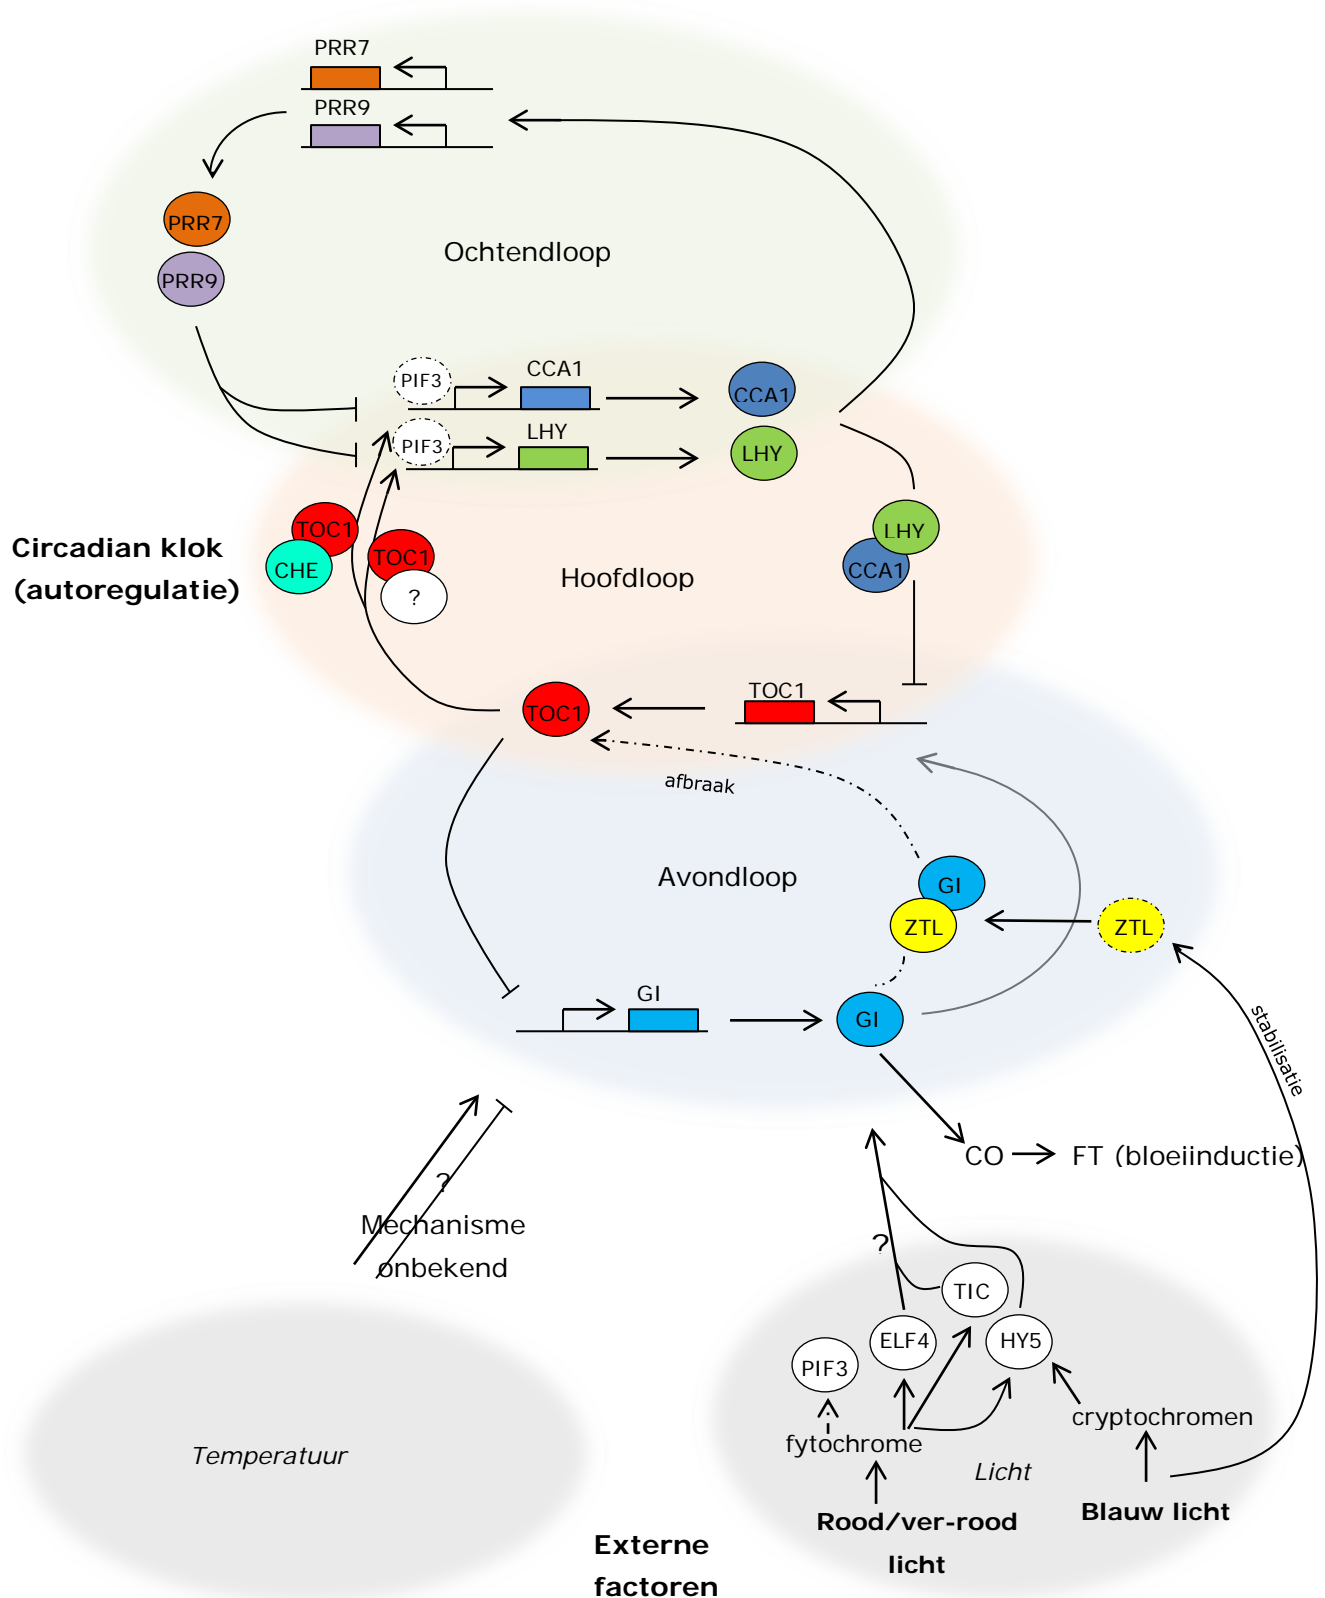 PRR7
PRR9
PRR7
PRR9
Ochtendloop
PIF3
CCA1
CCA1
PIF3
LHY
LHY
TOC1
CHE
TOC1
?
LHY
CCA1
Circadian klok
(autoregulatie)
Hoofdloop
TOC1
TOC1
afbraak
Avondloop
GI
ZTL
ZTL
GI
GI
stabilisatie
CO
FT (bloeiinductie)
?
Mechanisme
onbekend
?
TIC
ELF4
HY5
PIF3
cryptochromen
fytochrome
Temperatuur
Licht
Blauw licht
Rood/ver-rood
licht
Externe
factoren